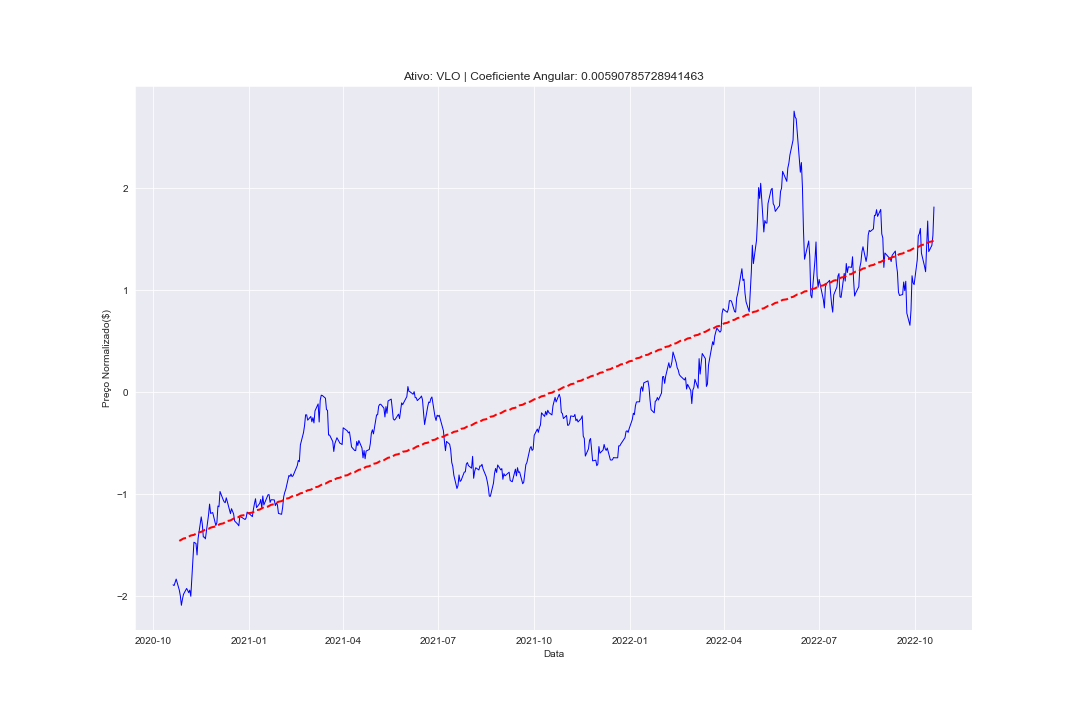 Ativo: VLO | Coeficiente Angular: 0.00590785728941463
Preço Normalizado($)
2
1
0
−1
−2
2020-10 2021-01 2021-04 2021-07 2021-10 2022-01 2022-04 2022-07 2022-10
Data